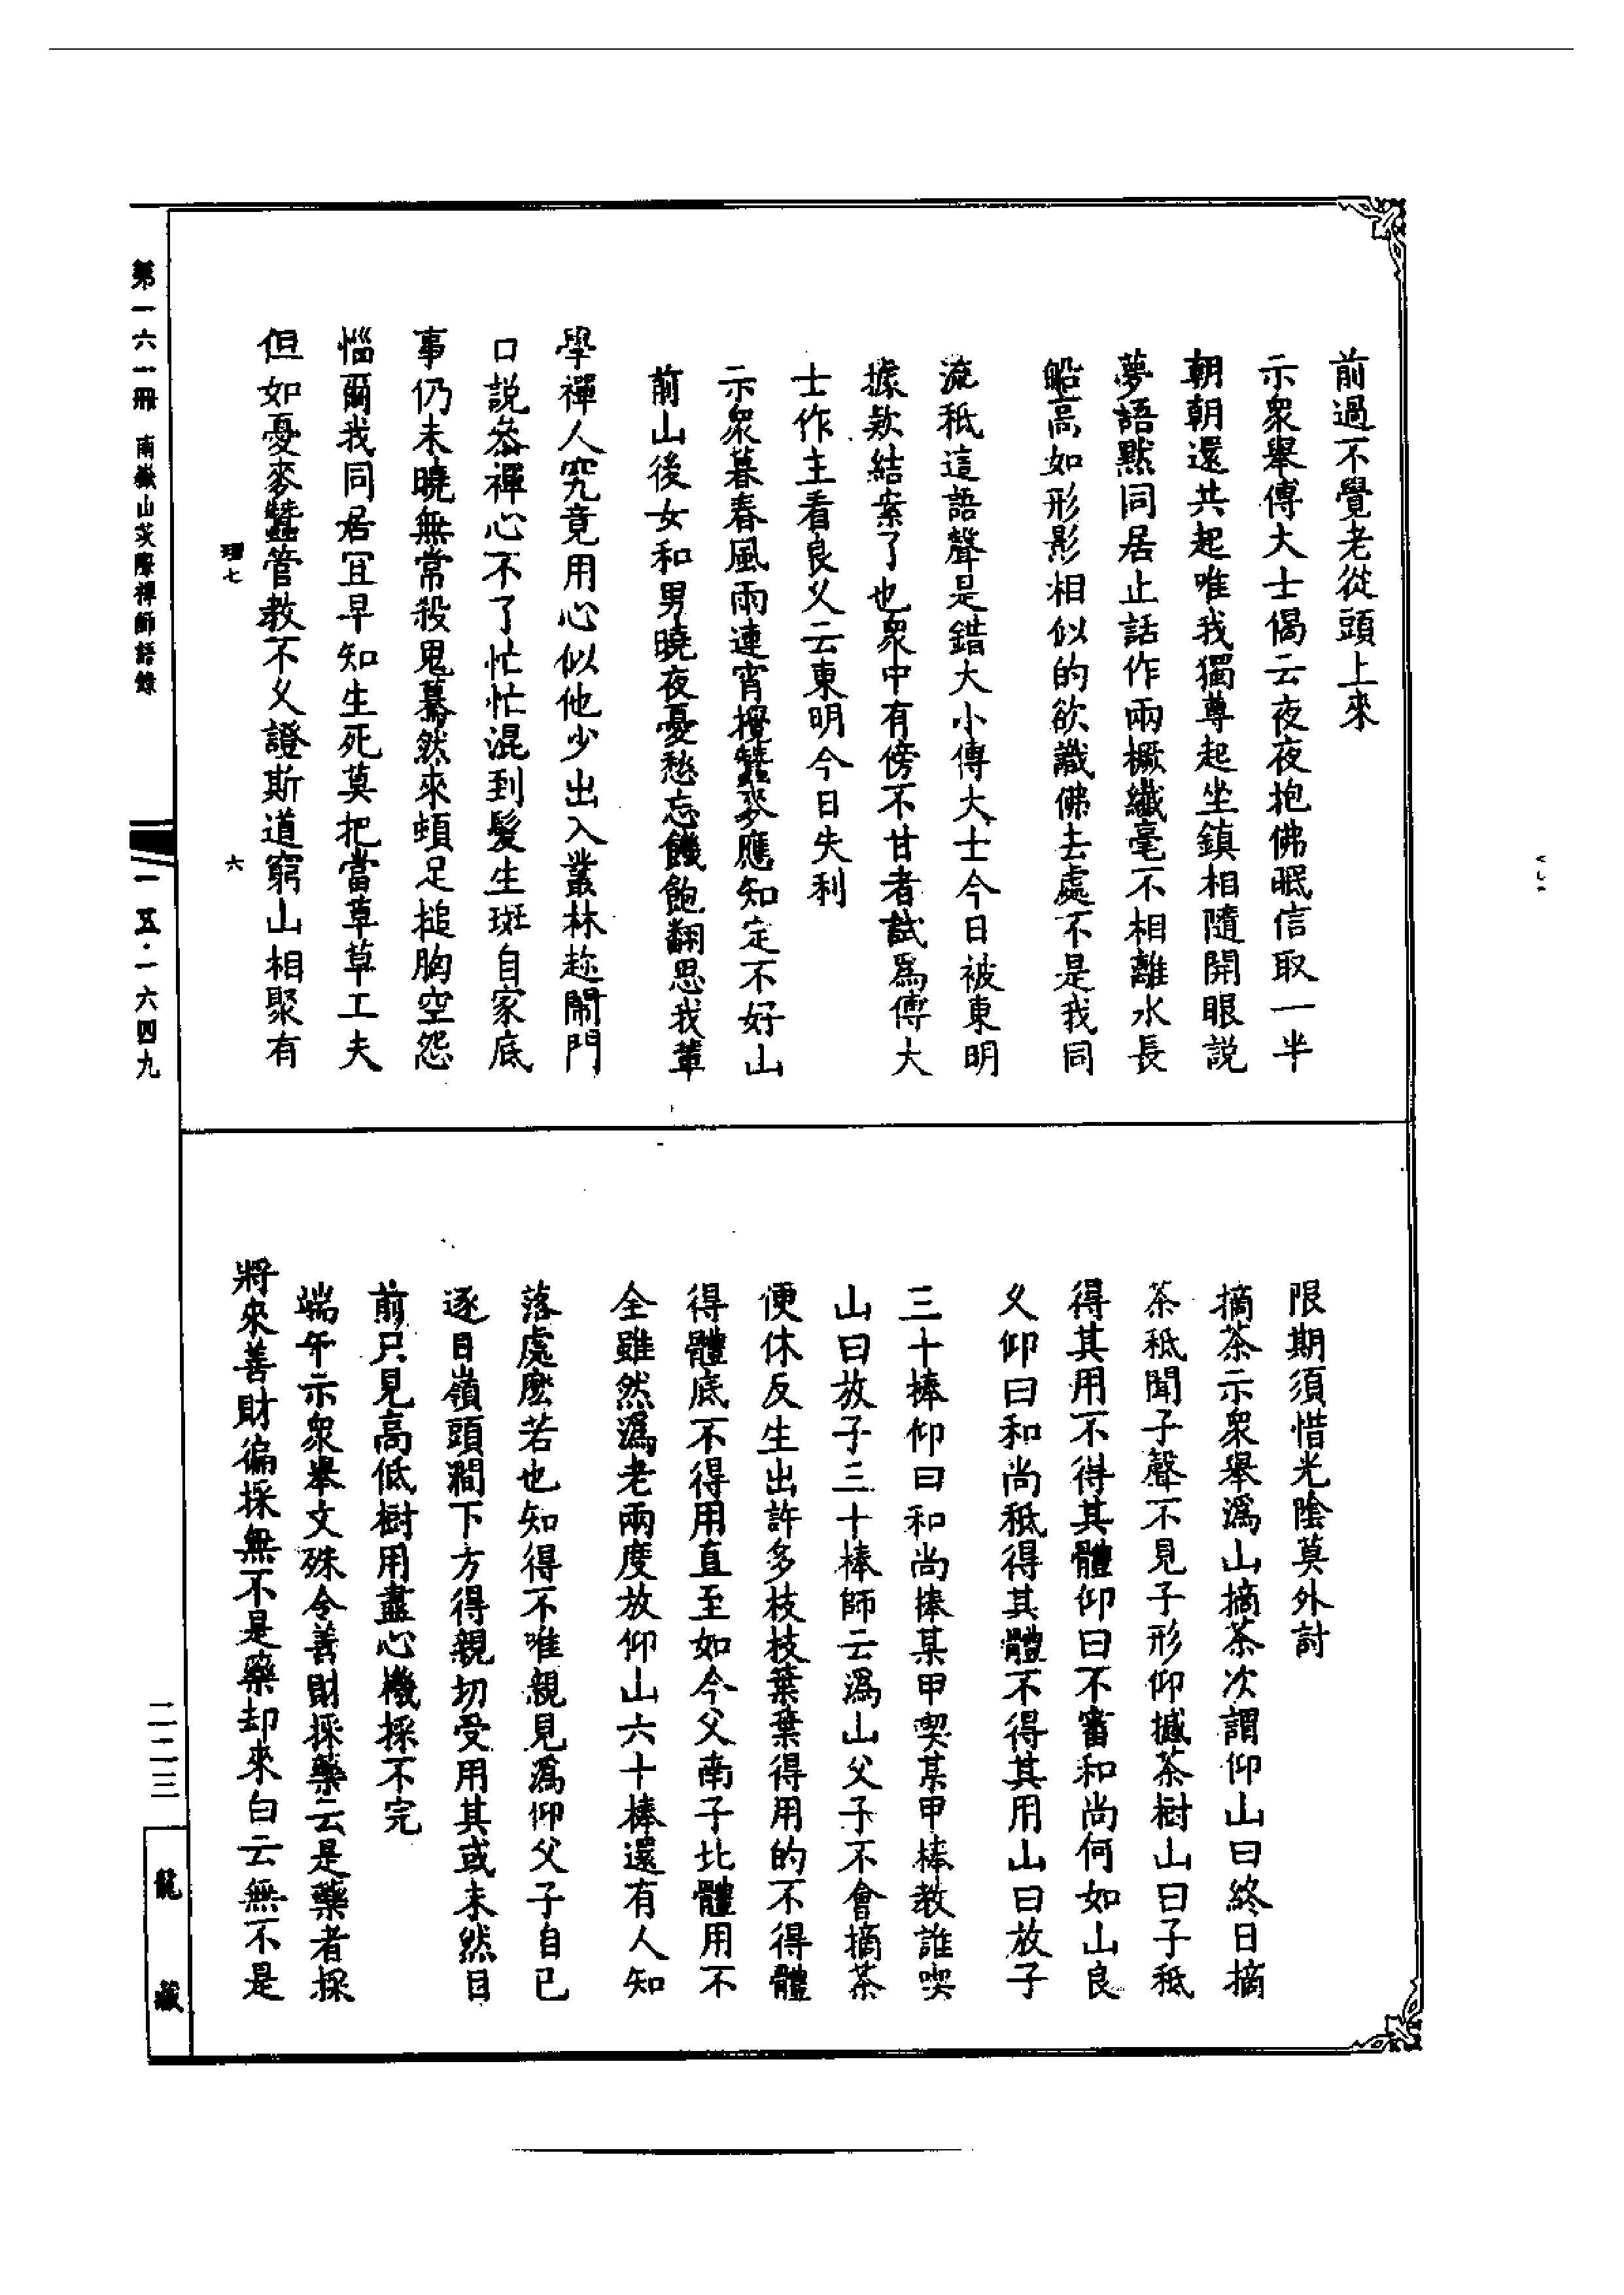 前過不覺老從頭上來
示衆舉傅大士偈云夜夜抱佛眠信取一半
朝朝還共起唯我獨尊起坐鎮相隨開眼説
夢語黙同居止話作兩橛纖毫不相離水長
船高如形影相似的欲識佛去處不是我同
流秖這語聲是錯大小傅大士今日被東明
據欵結案了也衆中有傍不甘者試爲傅大
士作主看良久云東明今日失利
示衆暮春風雨連宵攪蠶麥應知定不好山
前山後女和男曉夜憂愁忘饑飽翻思我輩
學禪人究竟用心似他少出入叢林趂閙門
口説叅禪心不了忙忙混到髮生斑自家底
事仍未曉無常殺鬼驀然來頓足搥胸空怨
惱爾我同居宜早知生死莫把當草草工夫
但如憂麥蠶管教不久證斯道窮山相聚有
理七
六
限期須惜光陰莫外討
摘茶示衆舉溈山摘茶次謂仰山曰終日摘
茶秖聞子聲不見子形仰撼茶樹山曰子秖
得其用不得其體仰曰不審和尚何如山良
久仰曰和尚秖得其體不得其用山曰放子
三十棒仰曰和尚棒某甲喫某甲棒教誰喫
山曰放子三十棒師云溈山父子不會摘茶
便休反生出許多枝枝葉葉得用的不得體
得體底不得用直至如今父南子北體用不
全雖然溈老兩度放仰山六十棒還有人知
落處麽若也知得不唯親見溈仰父子自已
逐日嶺頭澗下方得親切受用其或未然目
前只見高低樹用盡心機採不完
端午示衆舉文殊令善財採藥云是藥者採
將來善財徧採無不是藥却來白云無不是
第一六一冊 南嶽山茨際禪師語錄
一五·一六四九
二二三
龍藏